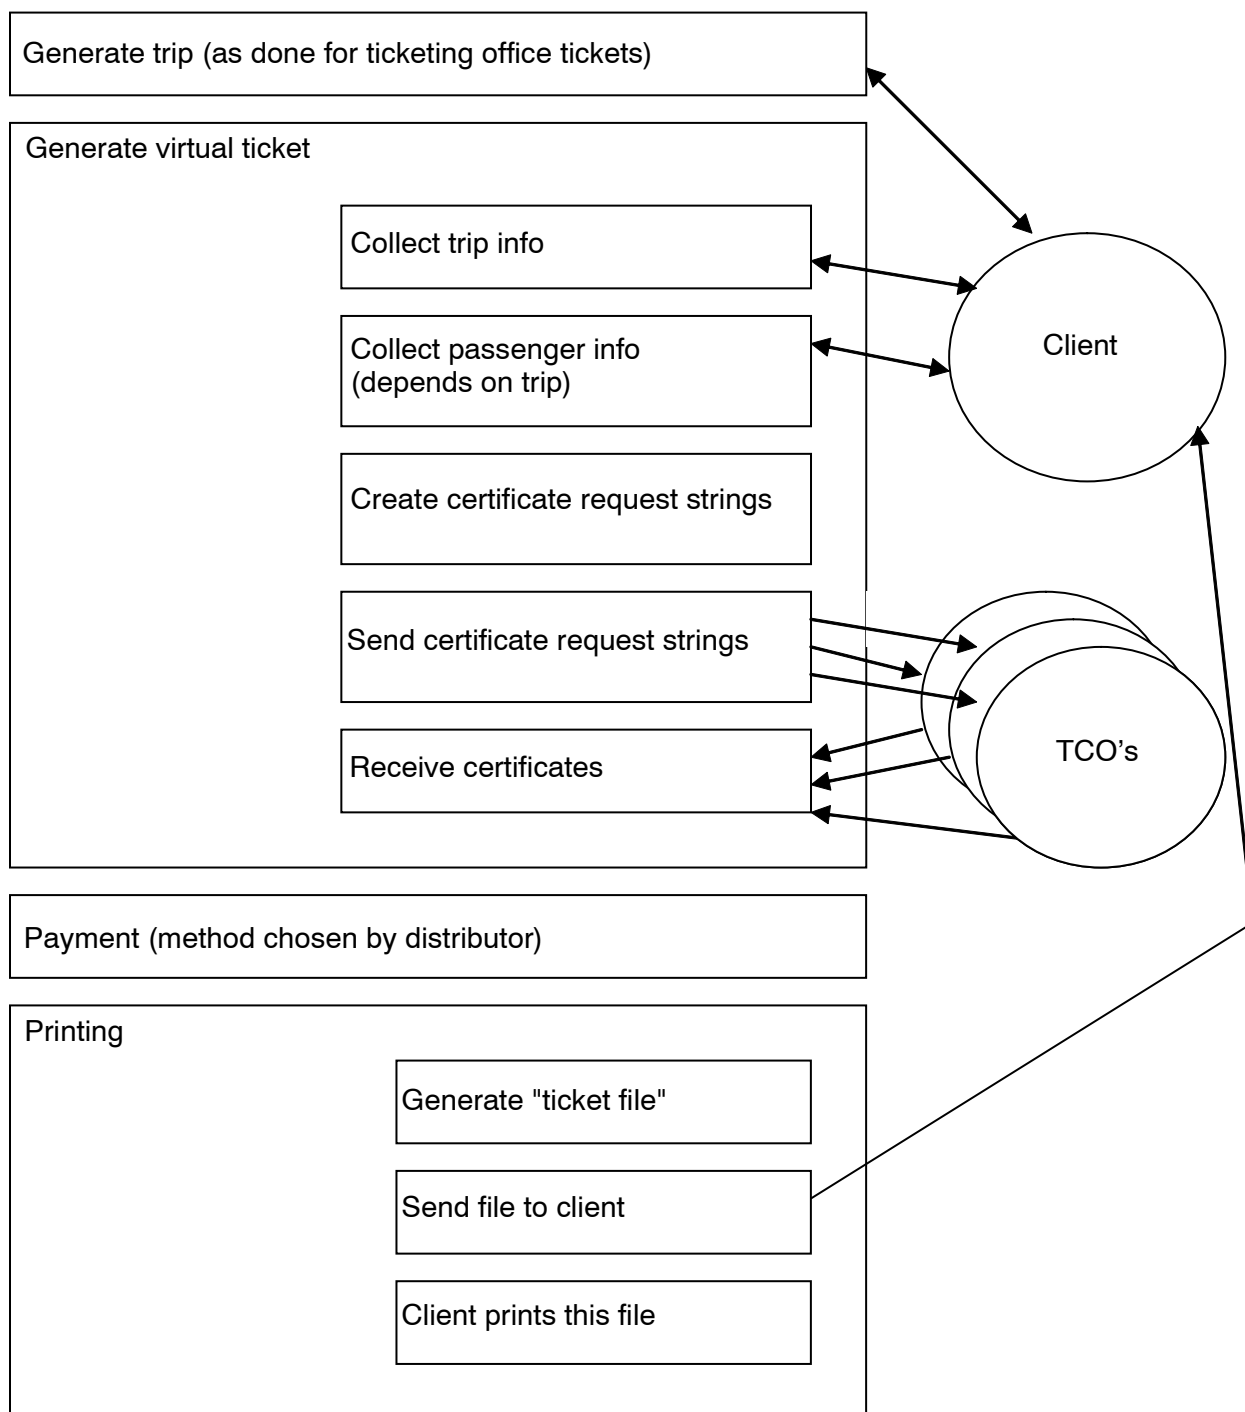 Generate trip (as done for ticketing office tickets)
Generate virtual ticket
Collect trip info
Collect passenger info
(depends on trip)
Client
Create certificate request strings
Send certificate request strings
TCO’s
Receive certificates
Payment (method chosen by distributor)
Printing
Generate "ticket file"
Send file to client
Client prints this file